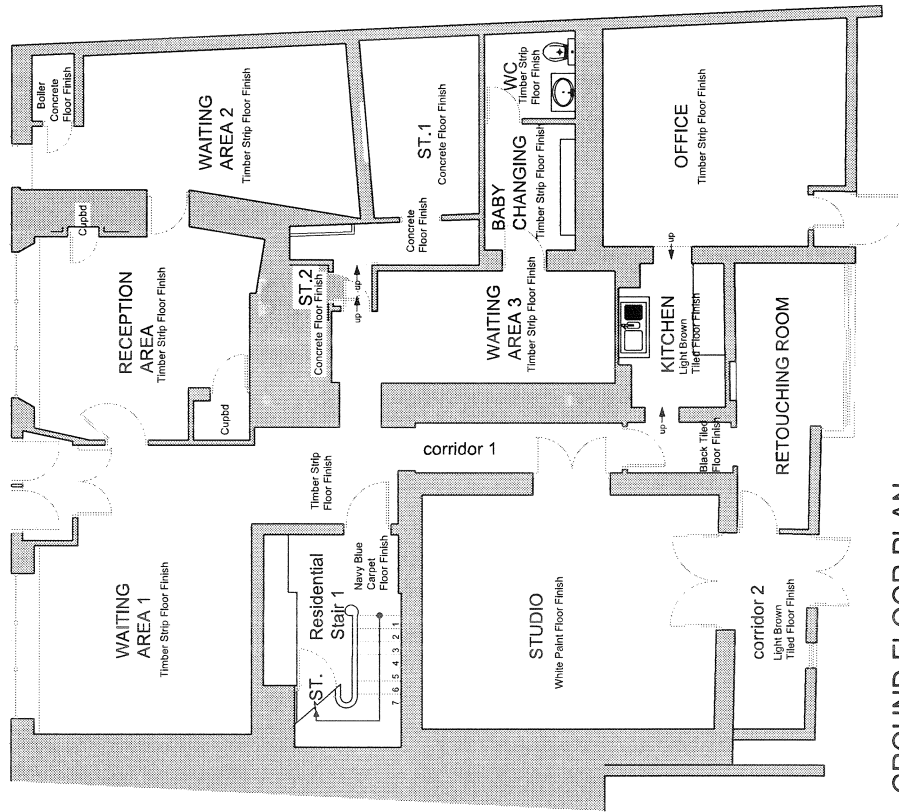 Boiler
Concrete
Floor Finish
WAITING
AREA 2
Timber Strip Floor Finish
ST.1
Concrete Floor Finish
WC
Timber Strip
Floor Finish
OFFICE
Timber Strip Floor Finish
Cupbd
Concrete
Floor Finish
BABY
CHANGING
Timber Strip Floor Finish
RECEPTION
AREA
Timber Strip Floor Finish
Cupbd
ST.2
Concrete Floor Finish
up
up
WAITING
AREA 3
Timber Strip Floor Finish
up
KITCHEN
Light Brown
Tiled Floor Finish
up
RETOUCHING ROOM
corridor 1
Timber Strip
Floor Finish
Black Tiled
Floor Finish
WAITING
AREA 1
Timber Strip Floor Finish
Residential
Stair 1
Navy Blue
Carpet
Floor Finish
ST.
1
2
3
4
5
6
7
STUDIO
White Paint Floor Finish
corridor 2
Light Brown
Tiled Floor Finish
GROUND FLOOR PLAN